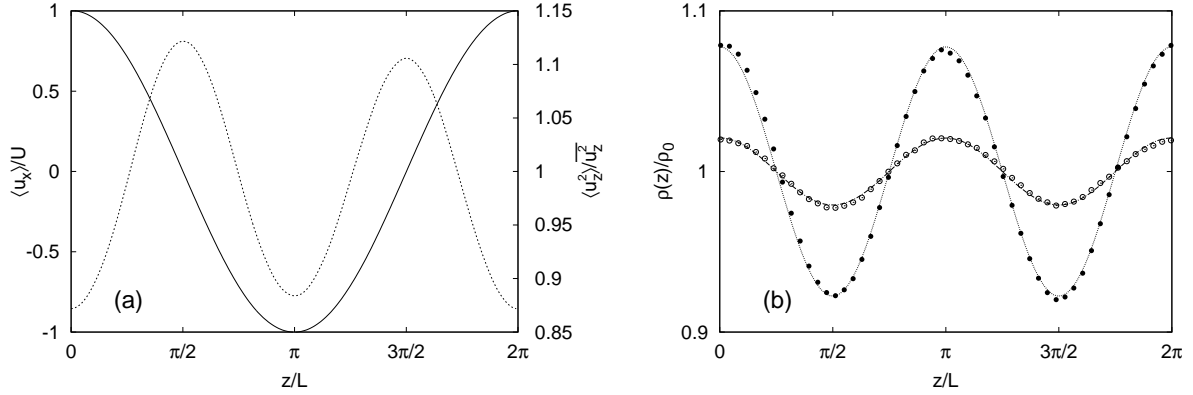 1
0.5
0
-0.5
-1
⟨u_x⟩/U
1.15
1.1
1.05
1
0.95
0.9
0.85
⟨u_z^2⟩/\overline{u_z^2}
(a)
0
π/2
π
3π/2
2π
z/L
1.1
1
0.9
ρ(z)/ρ_0
(b)
0
π/2
π
3π/2
2π
z/L